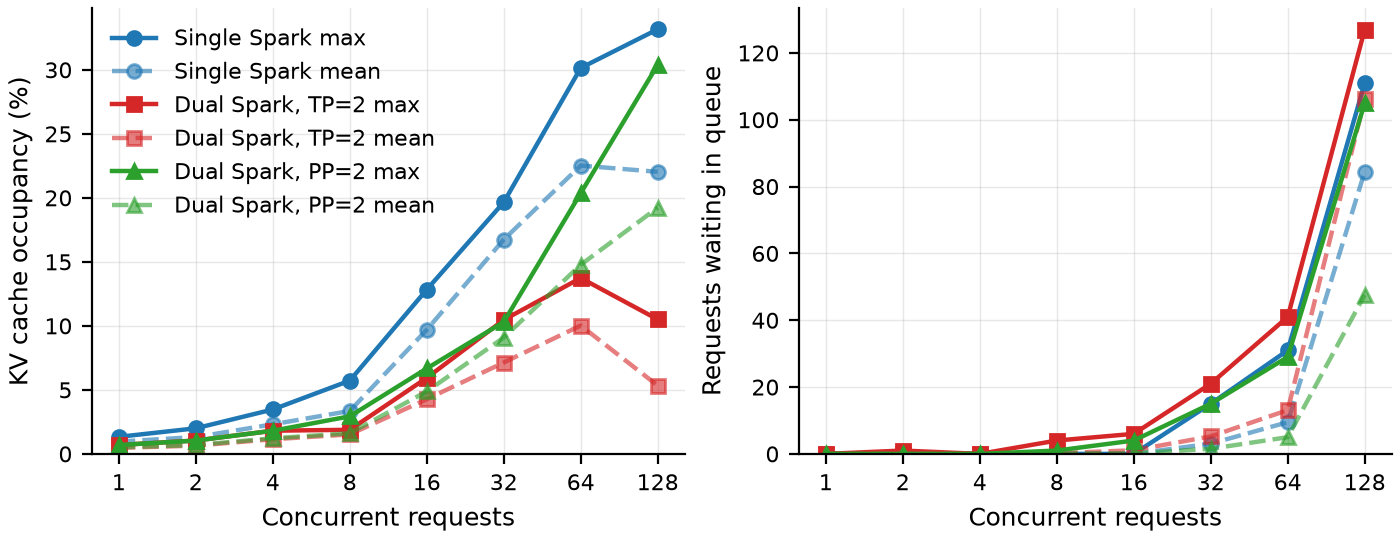 KV cache occupancy (%)
30
25
20
15
10
5
0
Single Spark max
Single Spark mean
Dual Spark, TP=2 max
Dual Spark, TP=2 mean
Dual Spark, PP=2 max
Dual Spark, PP=2 mean
1 2 4 8 16 32 64 128
Concurrent requests
Requests waiting in queue
120
100
80
60
40
20
0
1 2 4 8 16 32 64 128
Concurrent requests